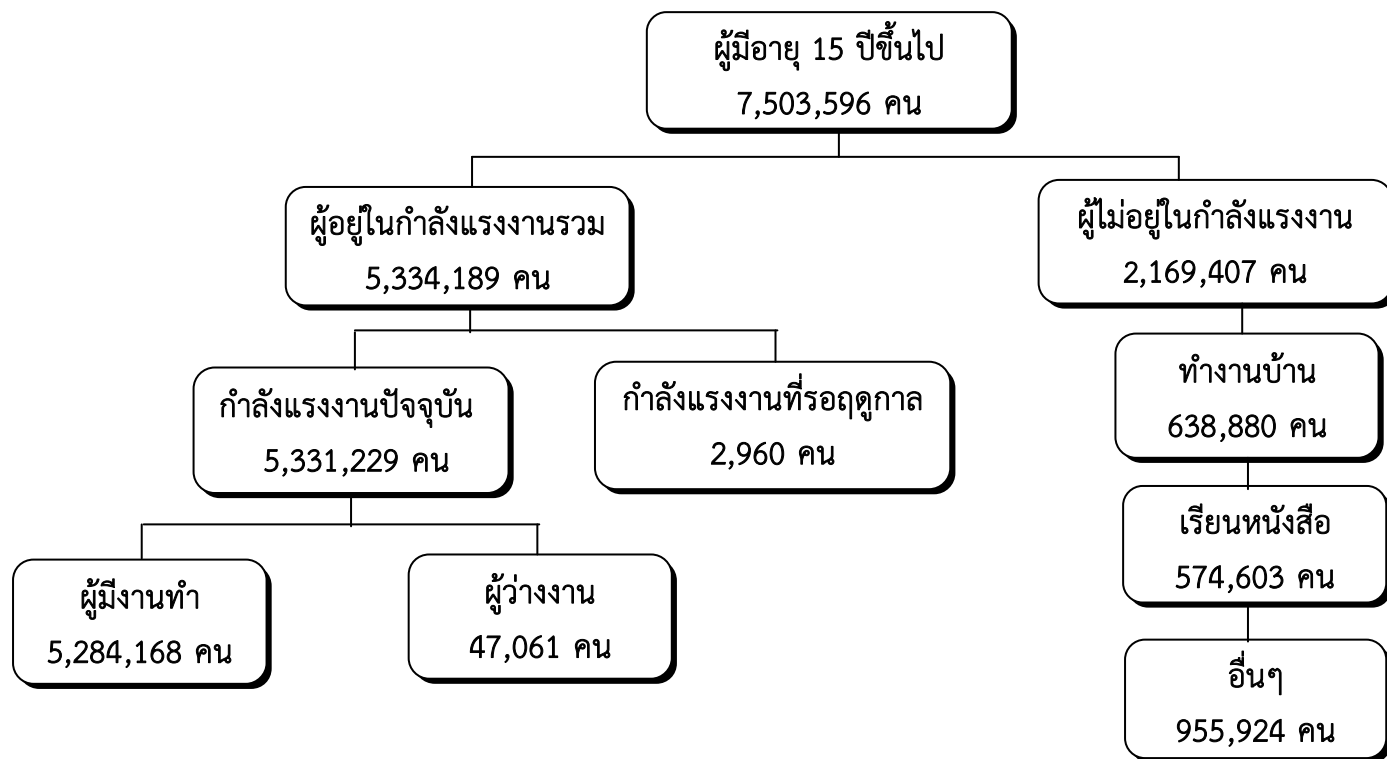 ผู้มีอายุ 15 ปีขึ้นไป
7,503,596 คน
ผู้อยู่ในกำลังแรงงานรวม
5,334,189 คน
ผู้ไม่อยู่ในกำลังแรงงาน
2,169,407 คน
กำลังแรงงานปัจจุบัน
5,331,229 คน
กำลังแรงงานที่รอฤดูกาล
2,960 คน
ทำงานบ้าน
638,880 คน
เรียนหนังสือ
574,603 คน
ผู้มีงานทำ
5,284,168 คน
ผู้ว่างงาน
47,061 คน
อื่นๆ
955,924 คน